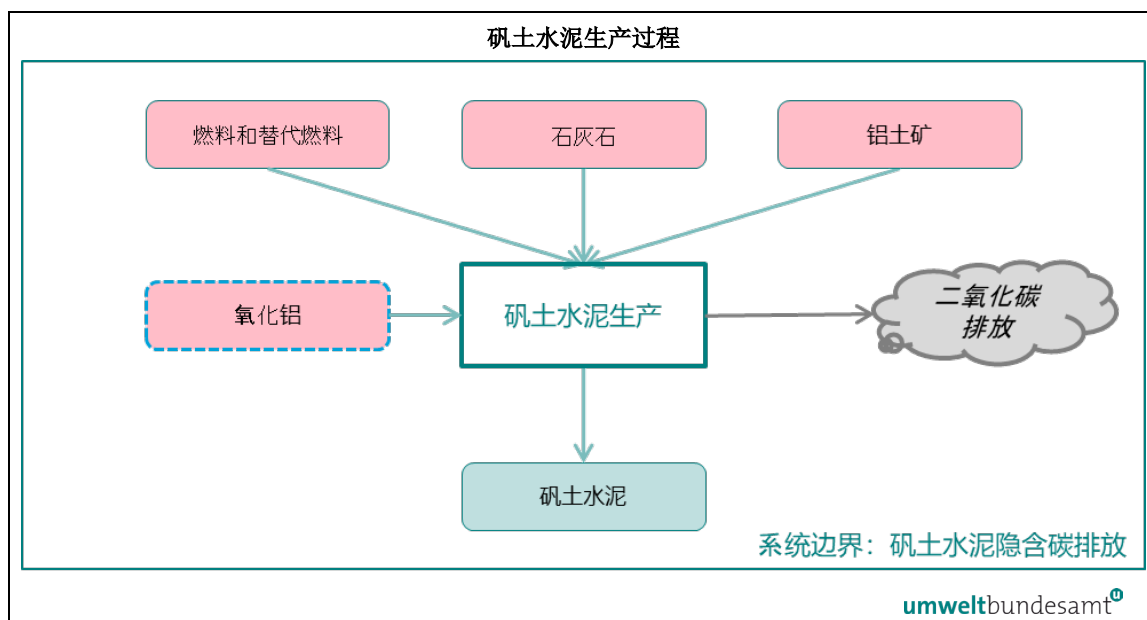 矾土水泥生产过程
燃料和替代燃料
石灰石
铝土矿
氧化铝
矾土水泥生产
二氧化碳
排放
矾土水泥
系统边界：矾土水泥隐含碳排放
umweltbundesamt
u